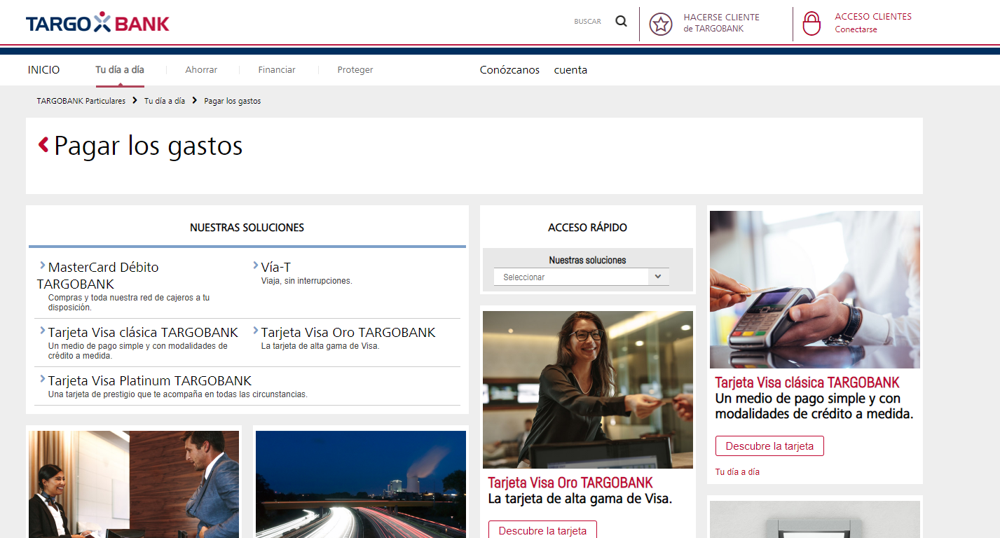 TARGO BANK
BUSCAR
HACERSE CLIENTE
de TARGOBANK
ACCESO CLIENTES
Conectarse
INICIO
Tu día a día
Ahorrar
Financiar
Proteger
Conózcanos
cuenta
TARGOBANK Particulares
Tu día a día
Pagar los gastos
Pagar los gastos
NUESTRAS SOLUCIONES
MasterCard Débito
TARGOBANK
Compras y toda nuestra red de cajeros a tu
disposición.
Vía-T
Viaja, sin interrupciones.
Tarjeta Visa clásica TARGOBANK
Un medio de pago simple y con modalidades de
crédito a medida.
Tarjeta Visa Oro TARGOBANK
La tarjeta de alta gama de Visa.
Tarjeta Visa Platinum TARGOBANK
Una tarjeta de prestigio que te acompaña en todas las circunstancias.
ACCESO RÁPIDO
Nuestras soluciones
Seleccionar
Tarjeta Visa Oro TARGOBANK
La tarjeta de alta gama de Visa.
Descubre la tarjeta
Tarjeta Visa clásica TARGOBANK
Un medio de pago simple y con
modalidades de crédito a medida.
Descubre la tarjeta
Tu día a día